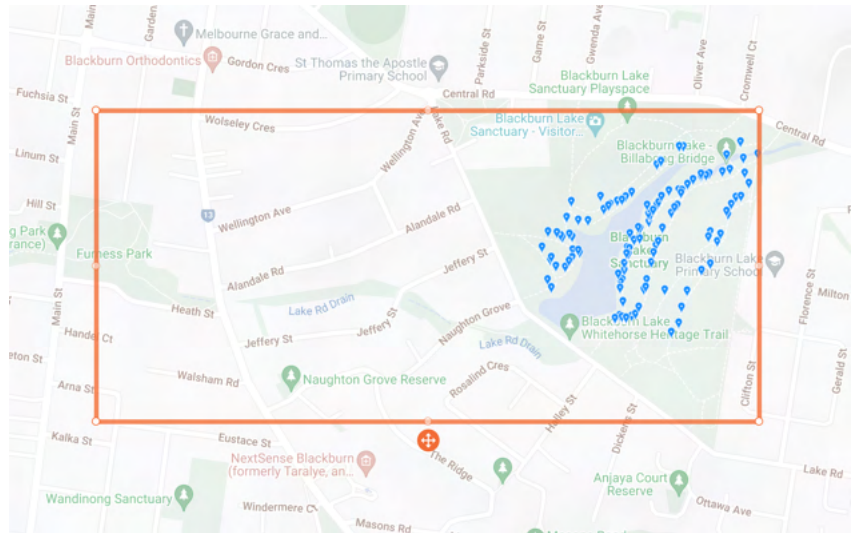 Main
Garden
Melbourne Grace and...
Blackburn Orthodontics
Gordon Cres
St Thomas the Apostle
Primary School
Parkside St
Game St
Gwenda Ave
Oliver Ave
Cromwell Ct
Blackburn Lake
Sanctuary Playspace
Fuchsia St
Central Rd
Main St
Wolseley Cres
Lake Rd
Blackburn Lake
Sanctuary - Visitor...
Central Rd
Wellington Ave
Blackburn Lake -
Billabong Bridge
Linum St
Hill St
13
Wellington Ave
Alandale Rd
g Park
rance)
Furness Park
Blackburn
Lake
Sanctuary
Jeffery St
Blackburn Lake
Primary School
Alandale Rd
Florence St
Milton
Main St
Heath St
Lake Rd Drain
Jeffery St
Naughton Grove
Handel Ct
Jeffery St
Lake Rd Drain
Blackburn Lake
Whitehorse Heritage Trail
eton St
Walsham Rd
Naughton Grove Reserve
Rosalind Cres
Clifton St
Gerald St
Arna St
Halley St
Dickens St
Kalka St
Eustace St
NextSense Blackburn
(formerly Taralye, an...
The Ridge
Lake Rd
Anjaya Court
Reserve
Wandinong Sanctuary
Windermere C
Ottawa Ave
Masons Rd